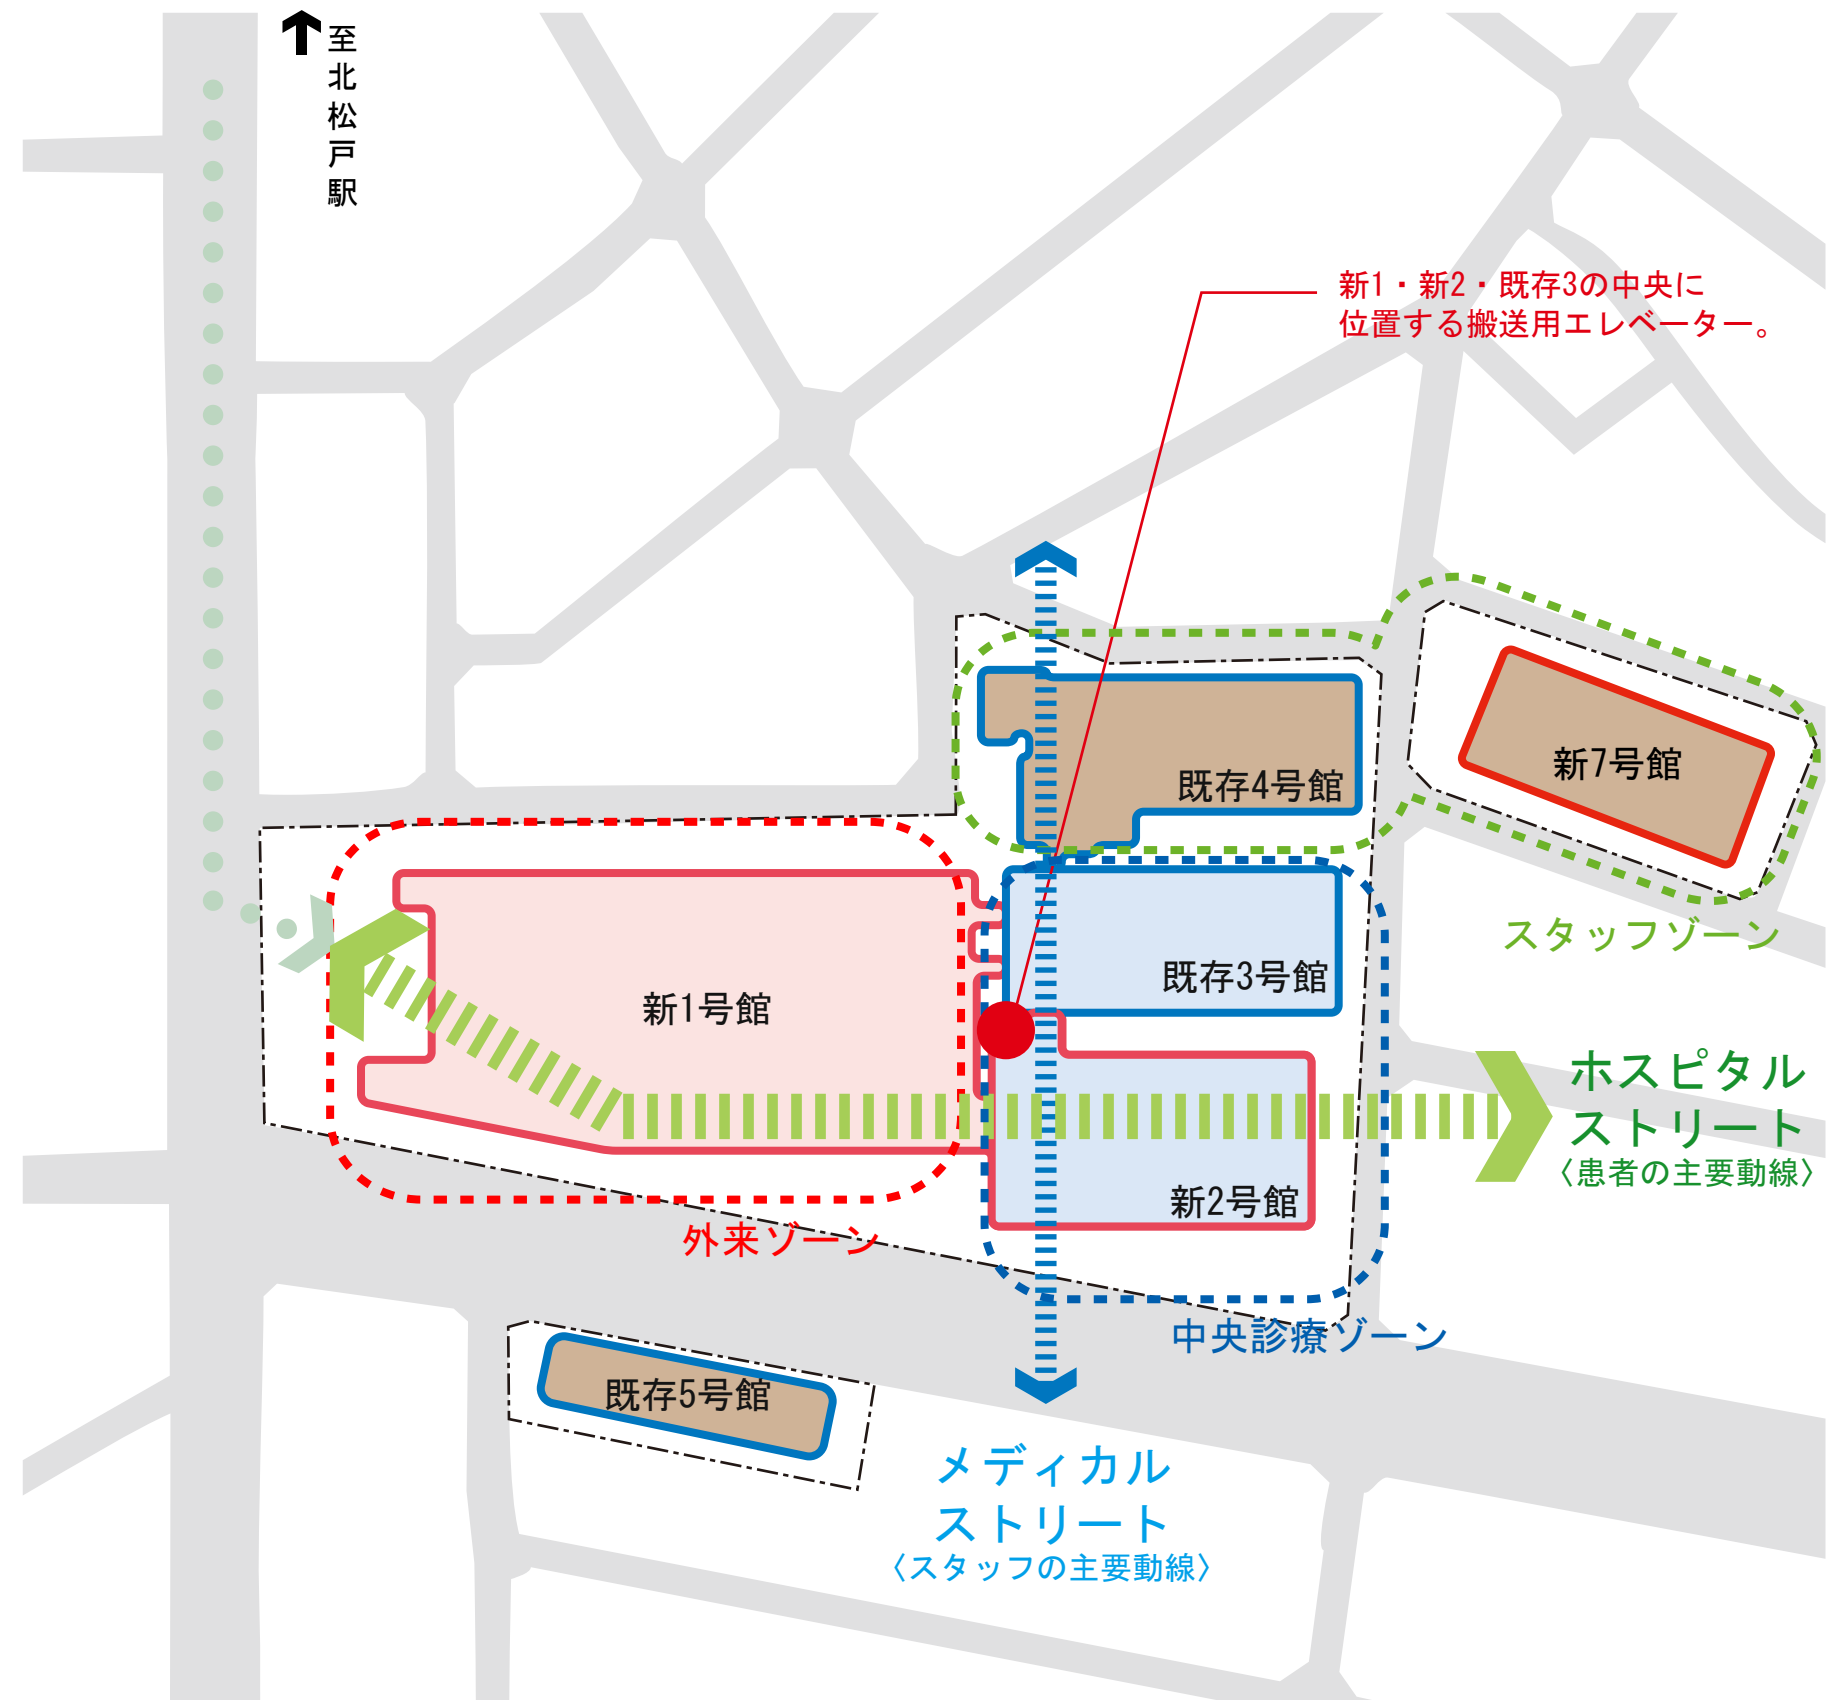 至北松戸駅
新1・新2・既存3の中央に
位置する搬送用エレベーター。
既存4号館
新7号館
スタッフゾーン
既存3号館
新1号館
ホスピタル
ストリート
〈患者の主要動線〉
新2号館
外来ゾーン
中央診療ゾーン
既存5号館
メディカル
ストリート
〈スタッフの主要動線〉